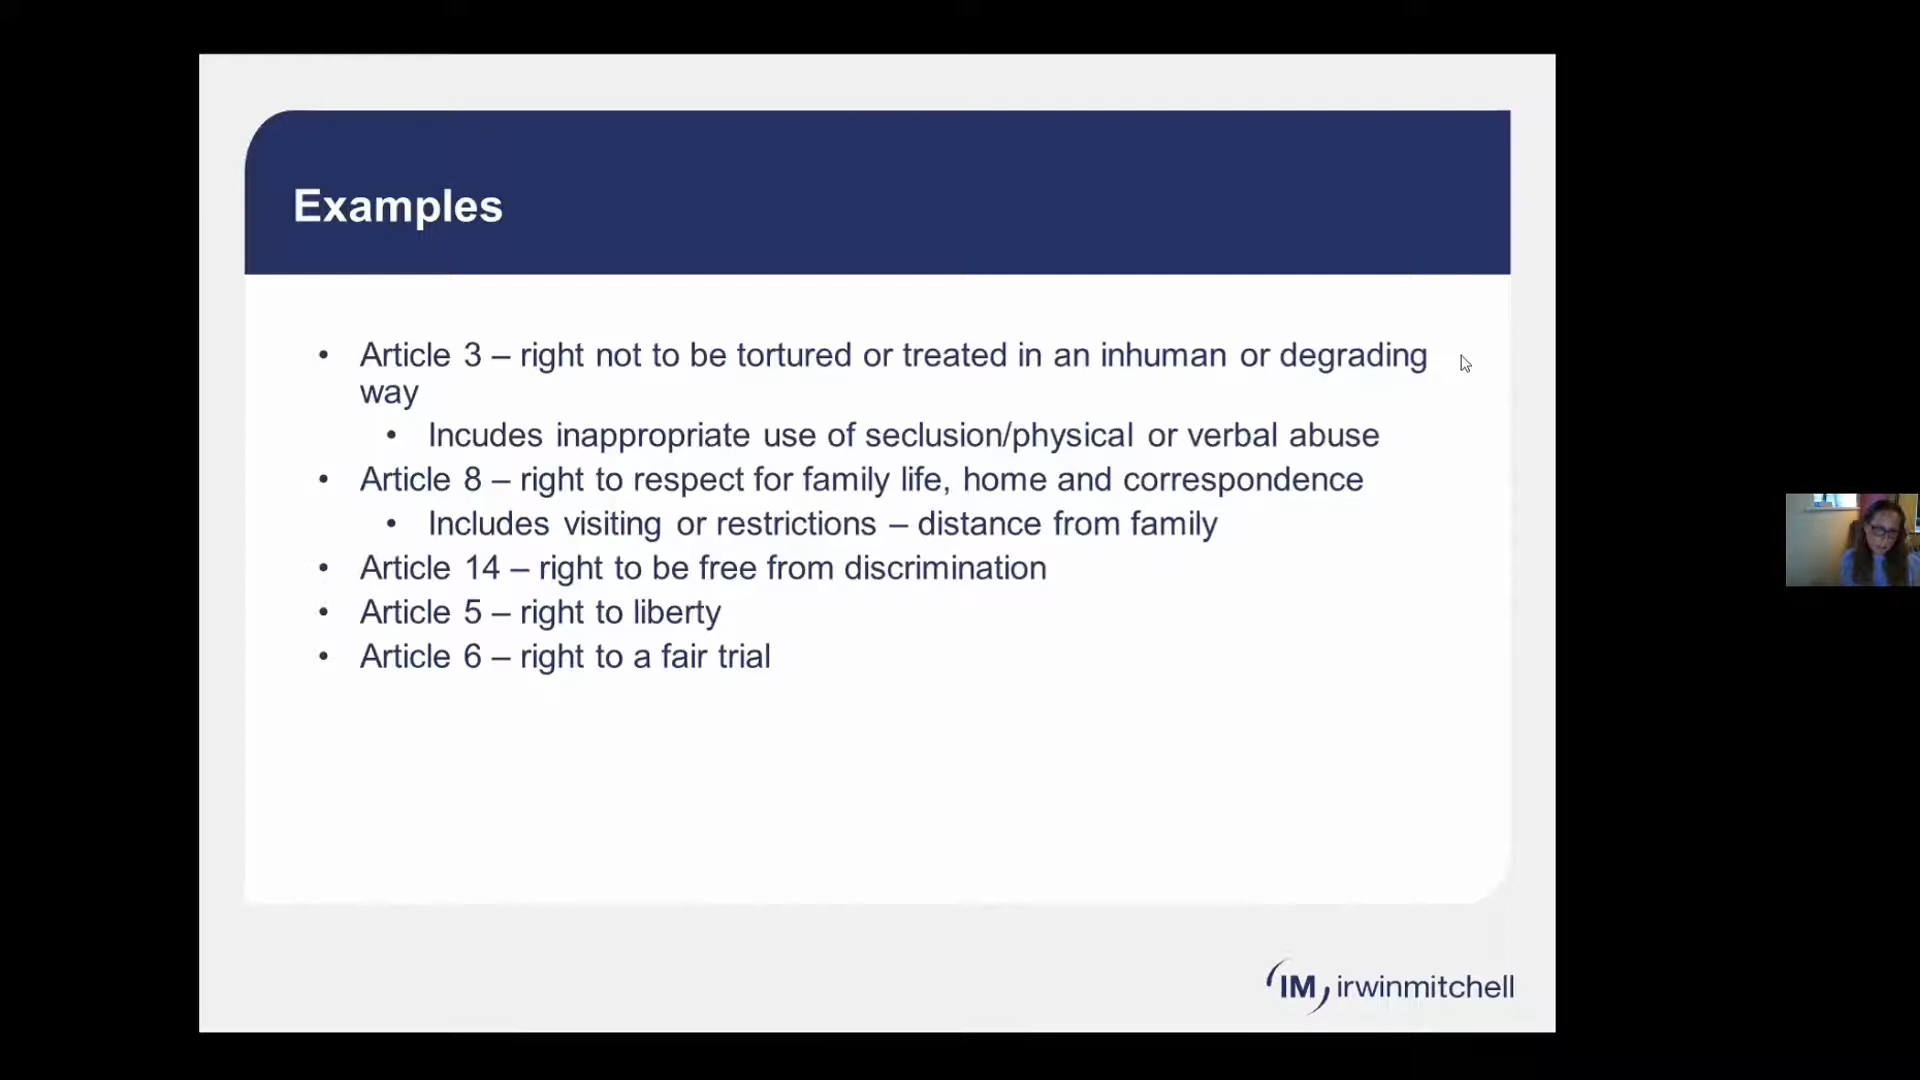 Examples
• Article 3 – right not to be tortured or treated in an inhuman or degrading
way
• Incudes inappropriate use of seclusion/physical or verbal abuse
• Article 8 – right to respect for family life, home and correspondence
• Includes visiting or restrictions – distance from family
• Article 14 – right to be free from discrimination
• Article 5 – right to liberty
• Article 6 – right to a fair trial
IM irwinmitchell